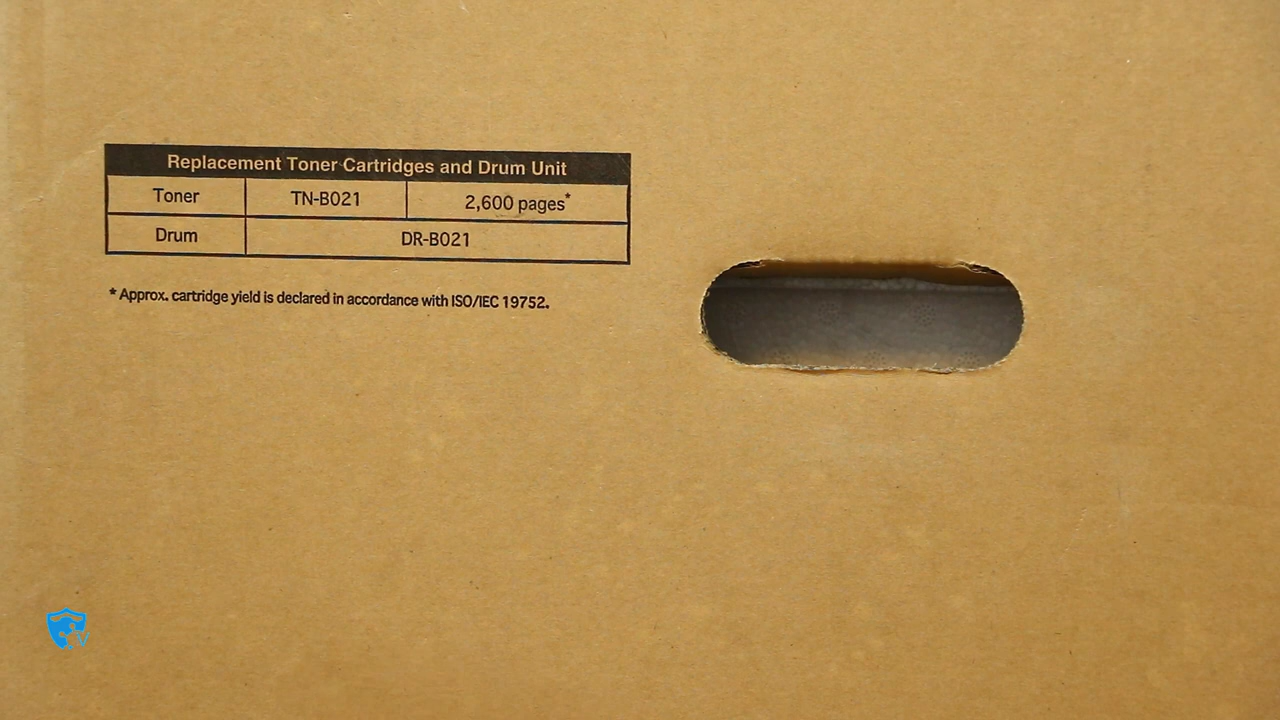 Replacement Toner Cartridges and Drum Unit
Toner TN-B021 2,600 pages*
Drum DR-B021
* Approx. cartridge yield is declared in accordance with ISO/IEC 19752.